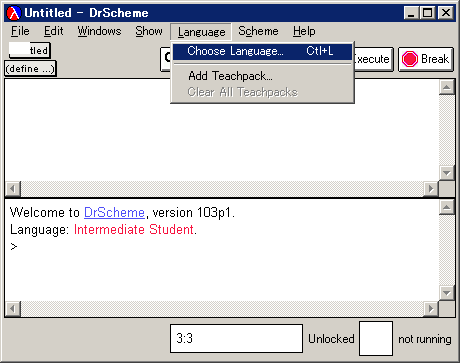 Untitled - DrScheme
File Edit Windows Show Language Scheme Help
tled
(define ...)
Choose Language... Ctl+L
Add Teachpack...
Clear All Teachpacks
Execute Break
Welcome to DrScheme, version 103p1.
Language: Intermediate Student.
>
3:3 Unlocked not running